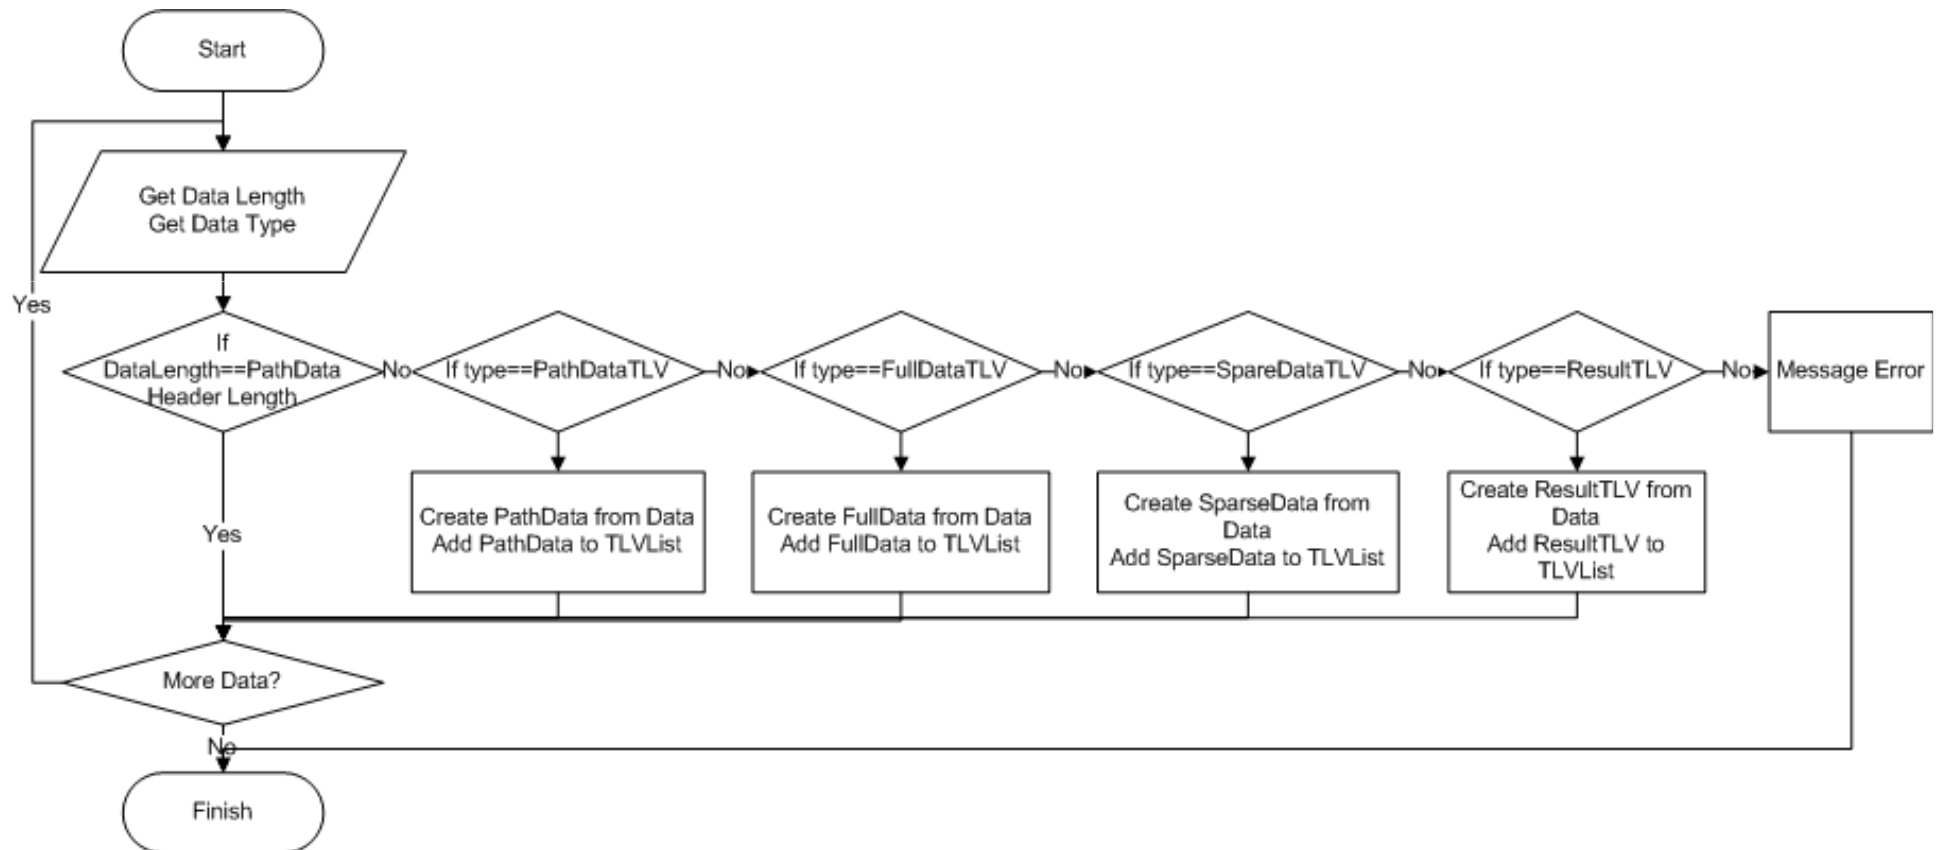 Start
Get Data Length
Get Data Type
Yes
If
DataLength==PathData
Header Length
No
If type==PathDataTLV
No
If type==FullDataTLV
No
If type==SpareDataTLV
No
If type==ResultTLV
No
Message Error
Yes
Create PathData from Data
Add PathData to TLVList
Create FullData from Data
Add FullData to TLVList
Create SparseData from
Data
Add SparseData to TLVList
Create ResultTLV from
Data
Add ResultTLV to
TLVList
More Data?
No
Finish